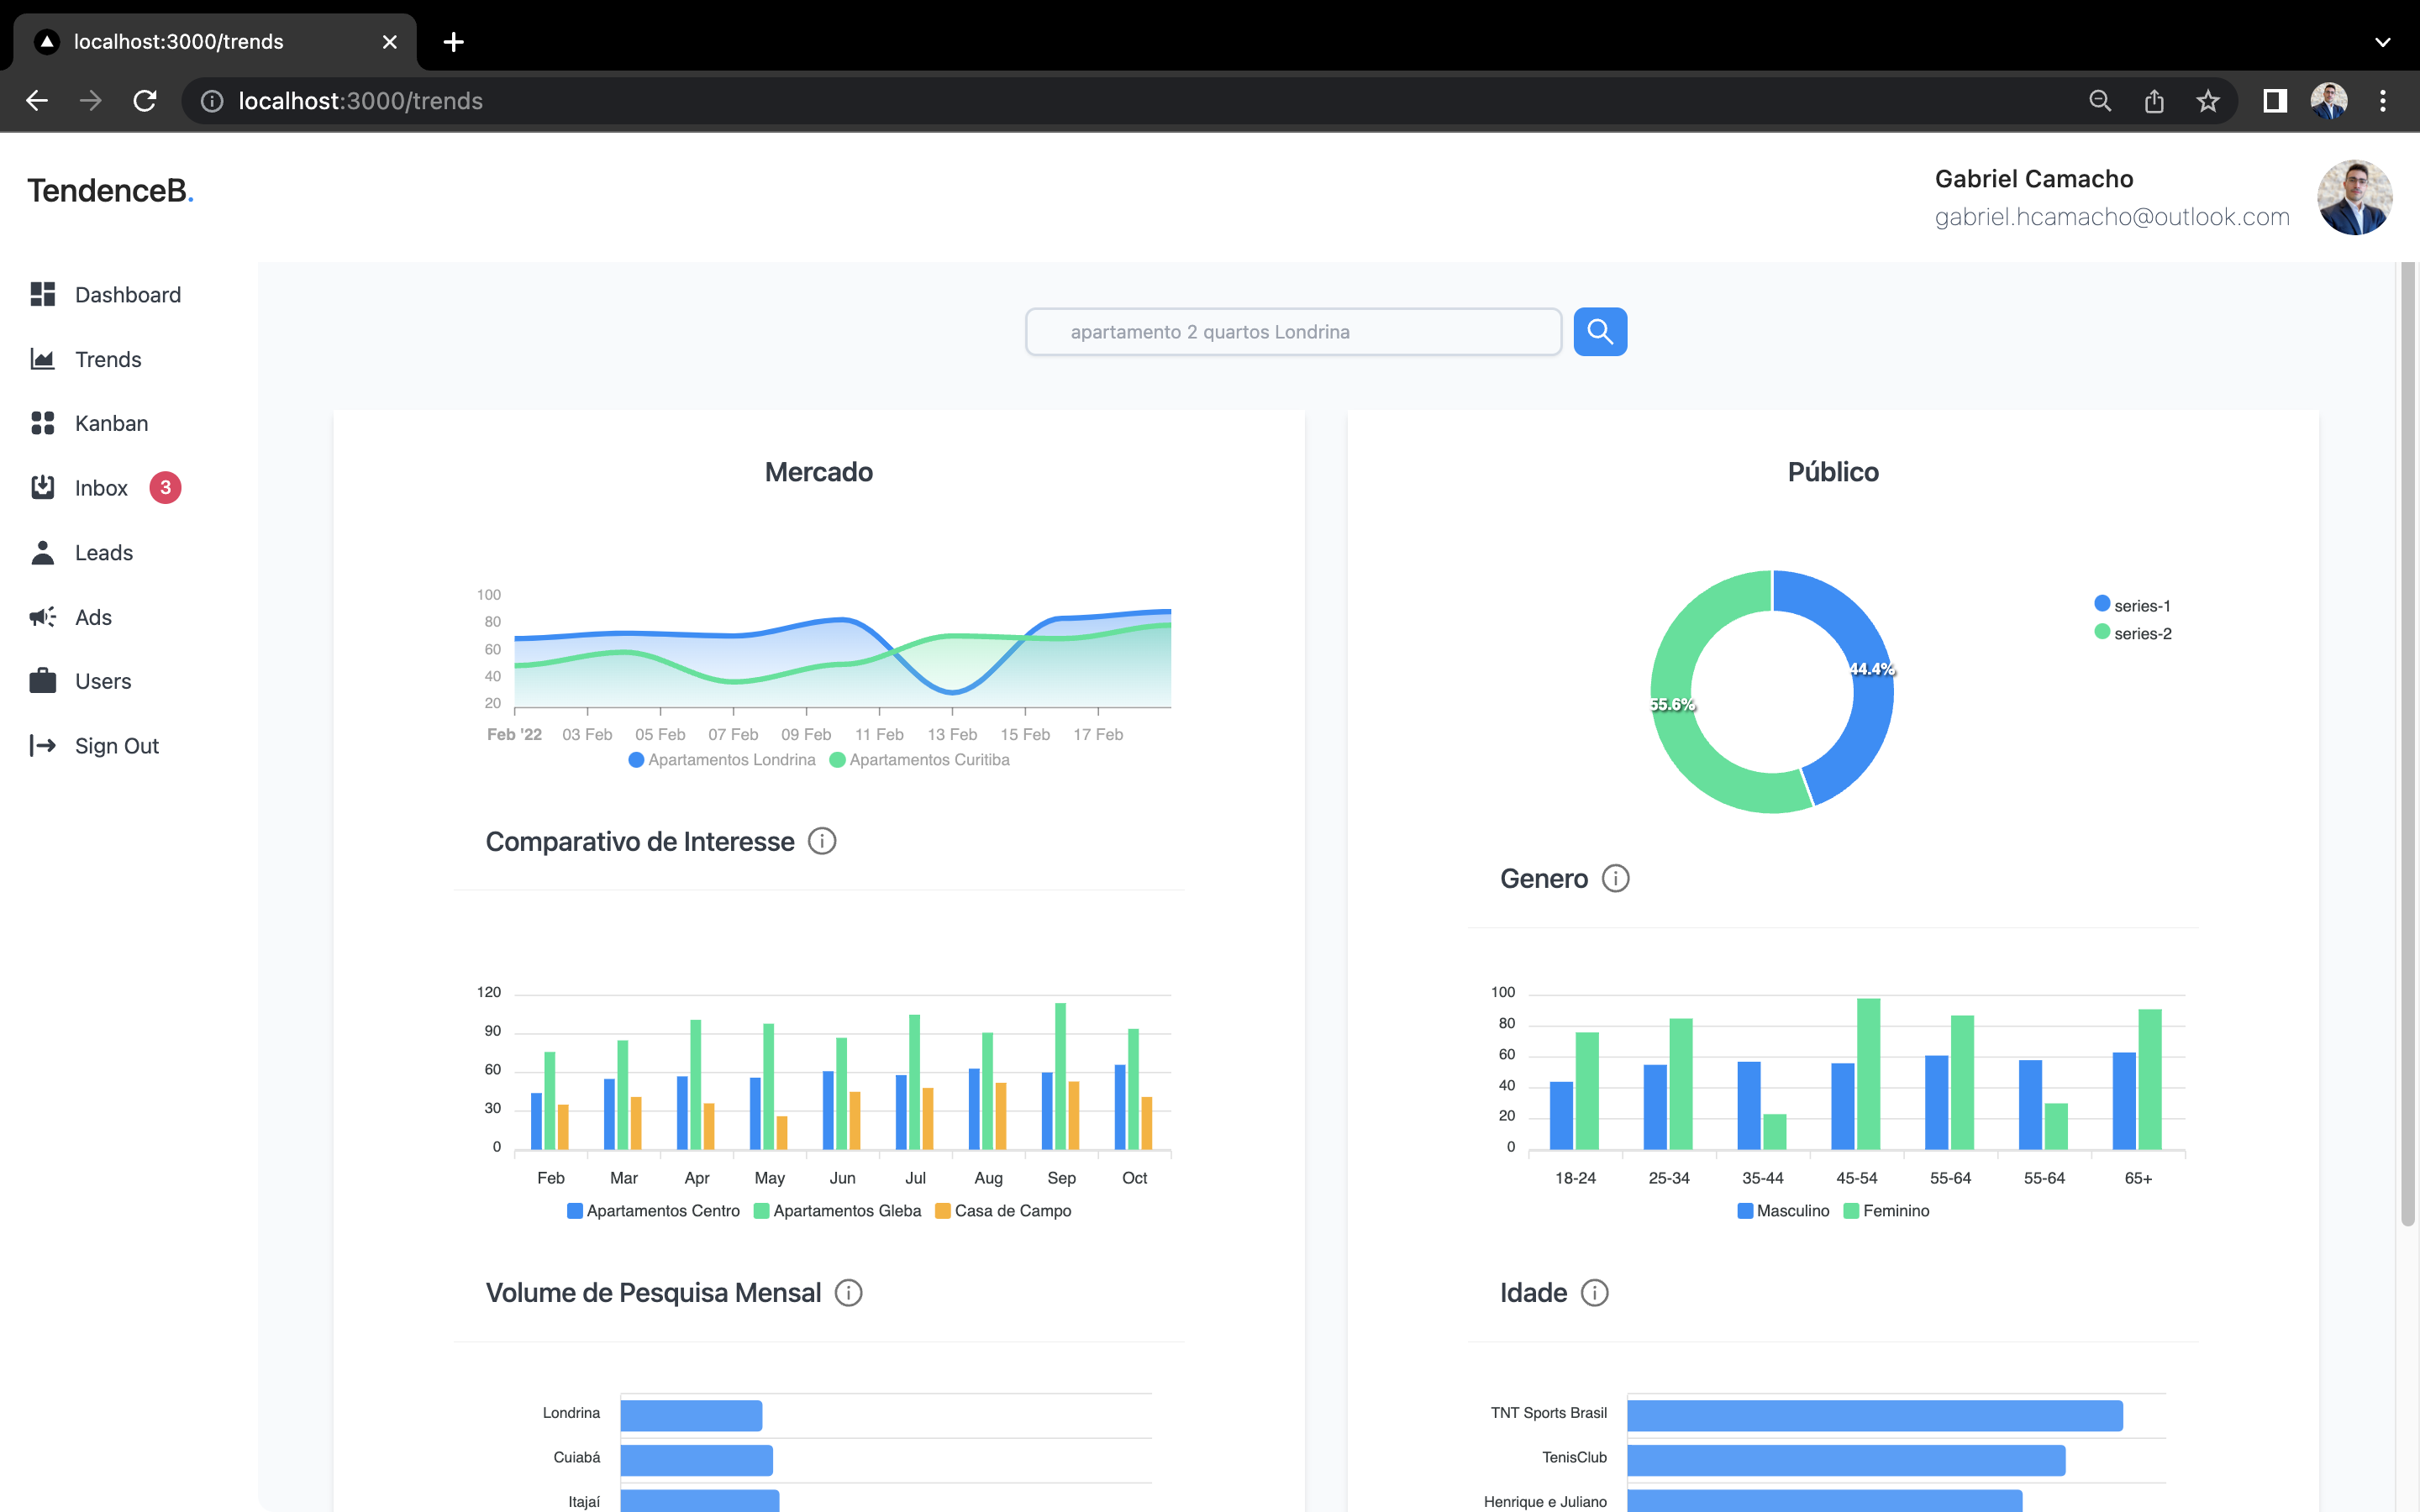 localhost:3000/trends
localhost:3000/trends
TendenceB.
Gabriel Camacho
gabriel.hcamacho@outlook.com
Dashboard
Trends
Kanban
Inbox 3
Leads
Ads
Users
Sign Out
apartamento 2 quartos Londrina
Mercado
100
80
60
40
20
Feb '22 03 Feb 05 Feb 07 Feb 09 Feb 11 Feb 13 Feb 15 Feb 17 Feb
Apartamentos Londrina Apartamentos Curitiba
Comparativo de Interesse
120
90
60
30
0
Feb Mar Apr May Jun Jul Aug Sep Oct
Apartamentos Centro Apartamentos Gleba Casa de Campo
Volume de Pesquisa Mensal
Londrina
Cuiabá
Itajaí
Público
series-1
series-2
44.4%
55.6%
Genero
100
80
60
40
20
0
18-24 25-34 35-44 45-54 55-64 55-64 65+
Masculino Feminino
Idade
TNT Sports Brasil
TenisClub
Henrique e Juliano